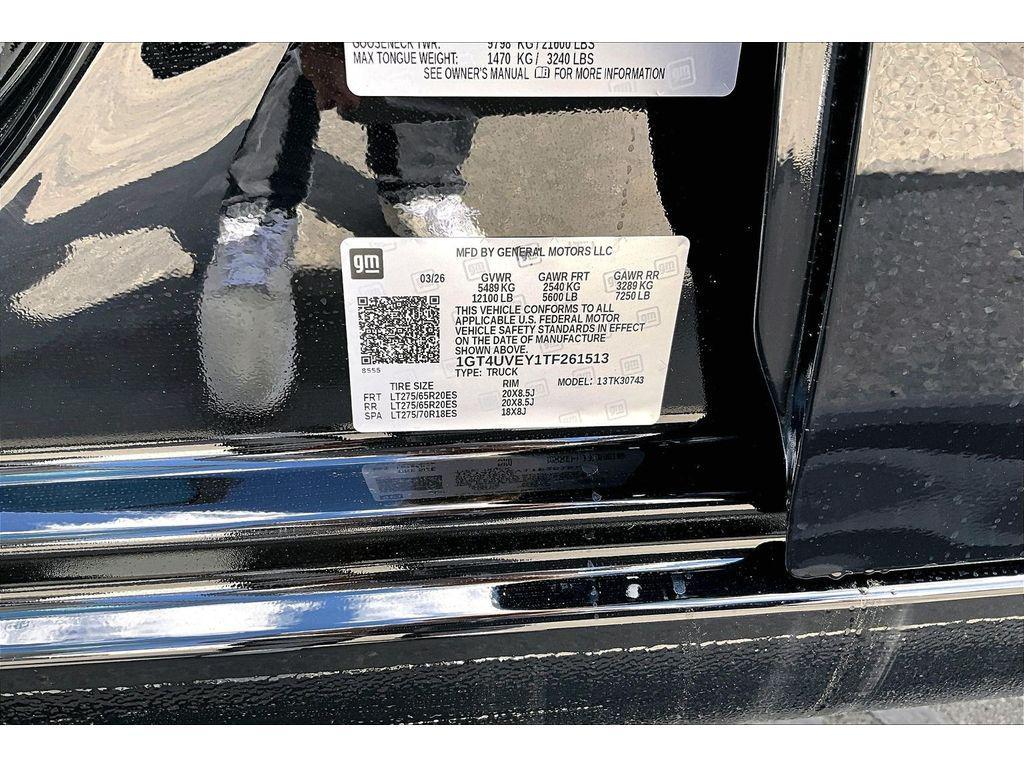 GOOSENECK TWR: 9798 KG/21600 LBS
MAX TONGUE WEIGHT: 1470 KG/ 3240 LBS
SEE OWNER'S MANUAL FOR MORE INFORMATION
gm
MFD BY GENERAL MOTORS LLC
03/26 GVWR GAWR FRT GAWR RR
5489 KG 2540 KG 3289 KG
12100 LB 5600 LB 7250 LB
THIS VEHICLE CONFORMS TO ALL
APPLICABLE U.S. FEDERAL MOTOR
VEHICLE SAFETY STANDARDS IN EFFECT
ON THE DATE OF MANUFACTURE
SHOWN ABOVE.
1GT4UVEY1TF261513
8555
TYPE: TRUCK
TIRE SIZE RIM MODEL: 13TK30743
FRT LT275/65R20ES 20X8.5J
RR LT275/65R20ES 20X8.5J
SPA LT275/70R18ES 18X8J